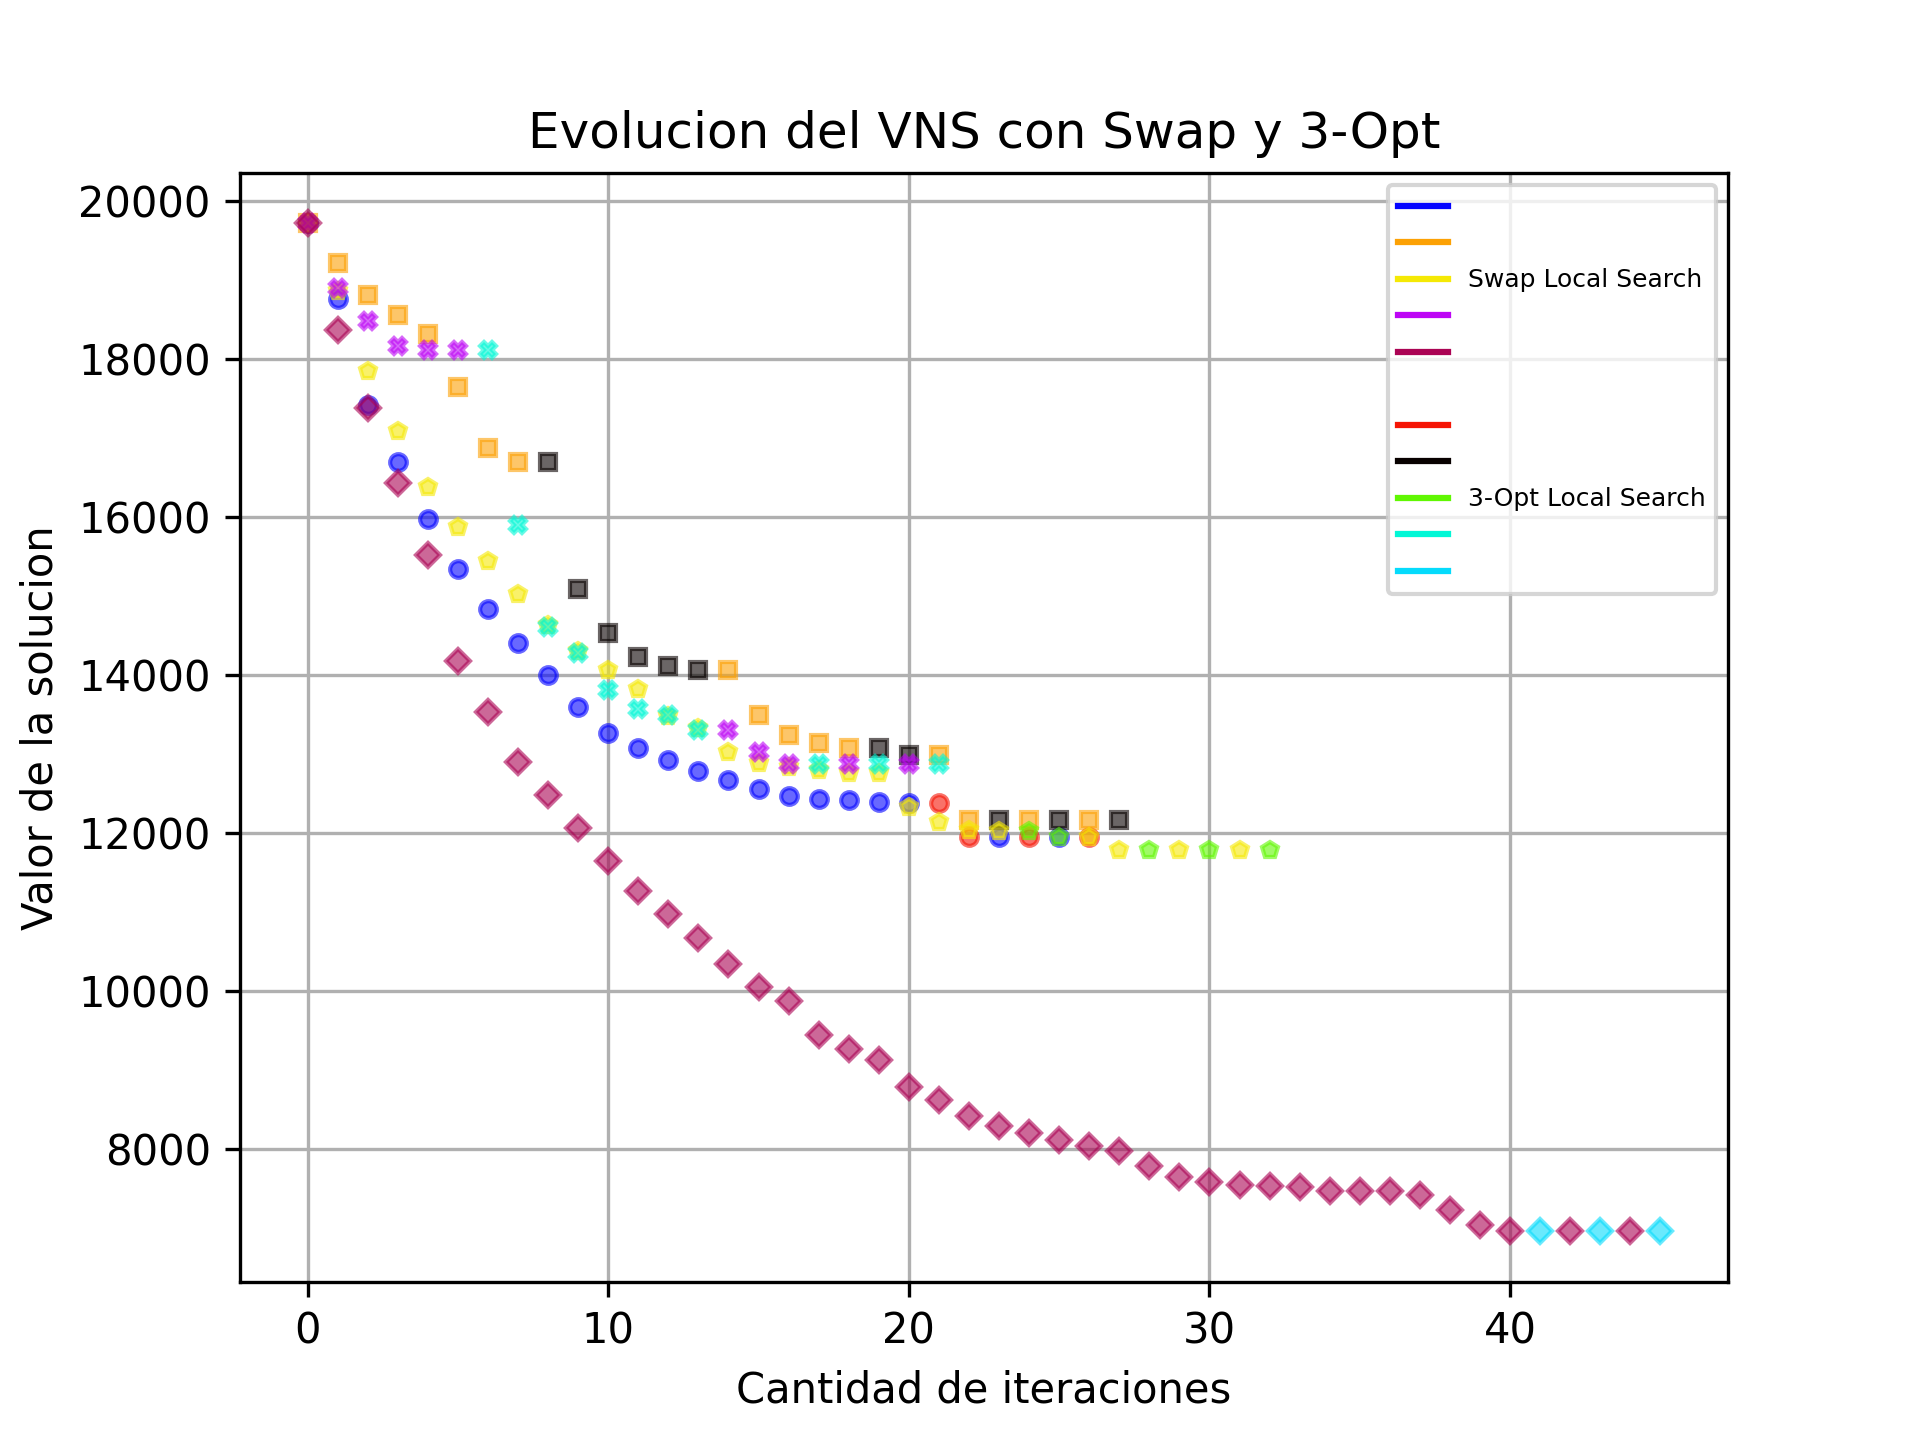 Evolucion del VNS con Swap y 3-Opt
20000
18000
16000
14000
12000
10000
8000
Valor de la solucion
Swap Local Search
3-Opt Local Search
0 10 20 30 40
Cantidad de iteraciones